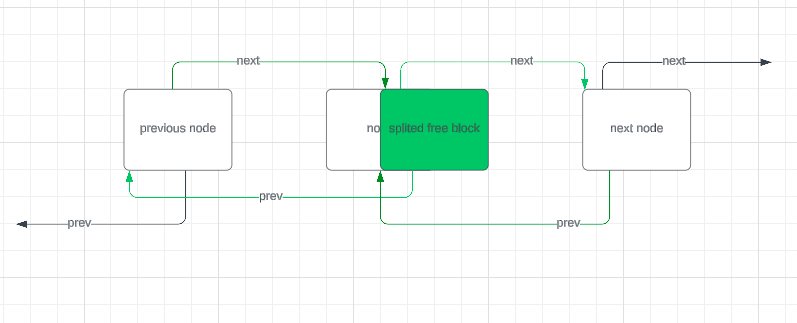 next
next
next
previous node
no
splited free block
next node
prev
prev
prev